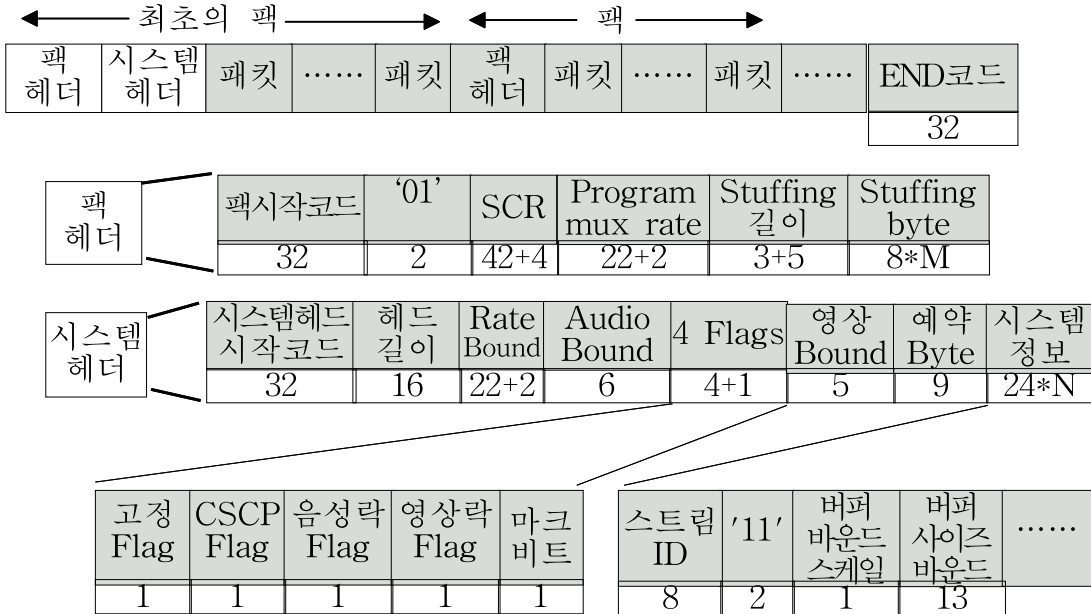 최초의 팩
팩
팩
헤더
시스템
헤더
패킷
……
패킷
팩
헤더
패킷
……
패킷
……
END코드
32
팩
헤더
팩시작코드
'01'
SCR
Program
mux rate
Stuffing
길이
Stuffing
byte
32
2
42+4
22+2
3+5
8*M
시스템
헤더
시스템헤드
시작코드
헤드
길이
Rate
Bound
Audio
Bound
4 Flags
영상
Bound
예약
Byte
시스템
정보
32
16
22+2
6
4+1
5
9
24*N
고정
Flag
CSCP
Flag
음성락
Flag
영상락
Flag
마크
비트
1
1
1
1
1
스트림
ID
'11'
버퍼
바운드
스케일
버퍼
사이즈
바운드
……
8
2
1
13